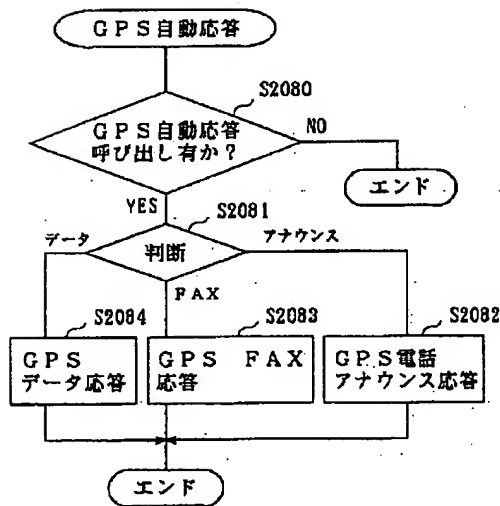 GPS自動応答
S2080
GPS自動応答
呼び出し有か?
NO
エンド
YES
S2081
データ
判断
アナウンス
FAX
S2084
S2083
S2082
GPS
データ応答
GPS FAX
応答
GPS電話
アナウンス応答
エンド